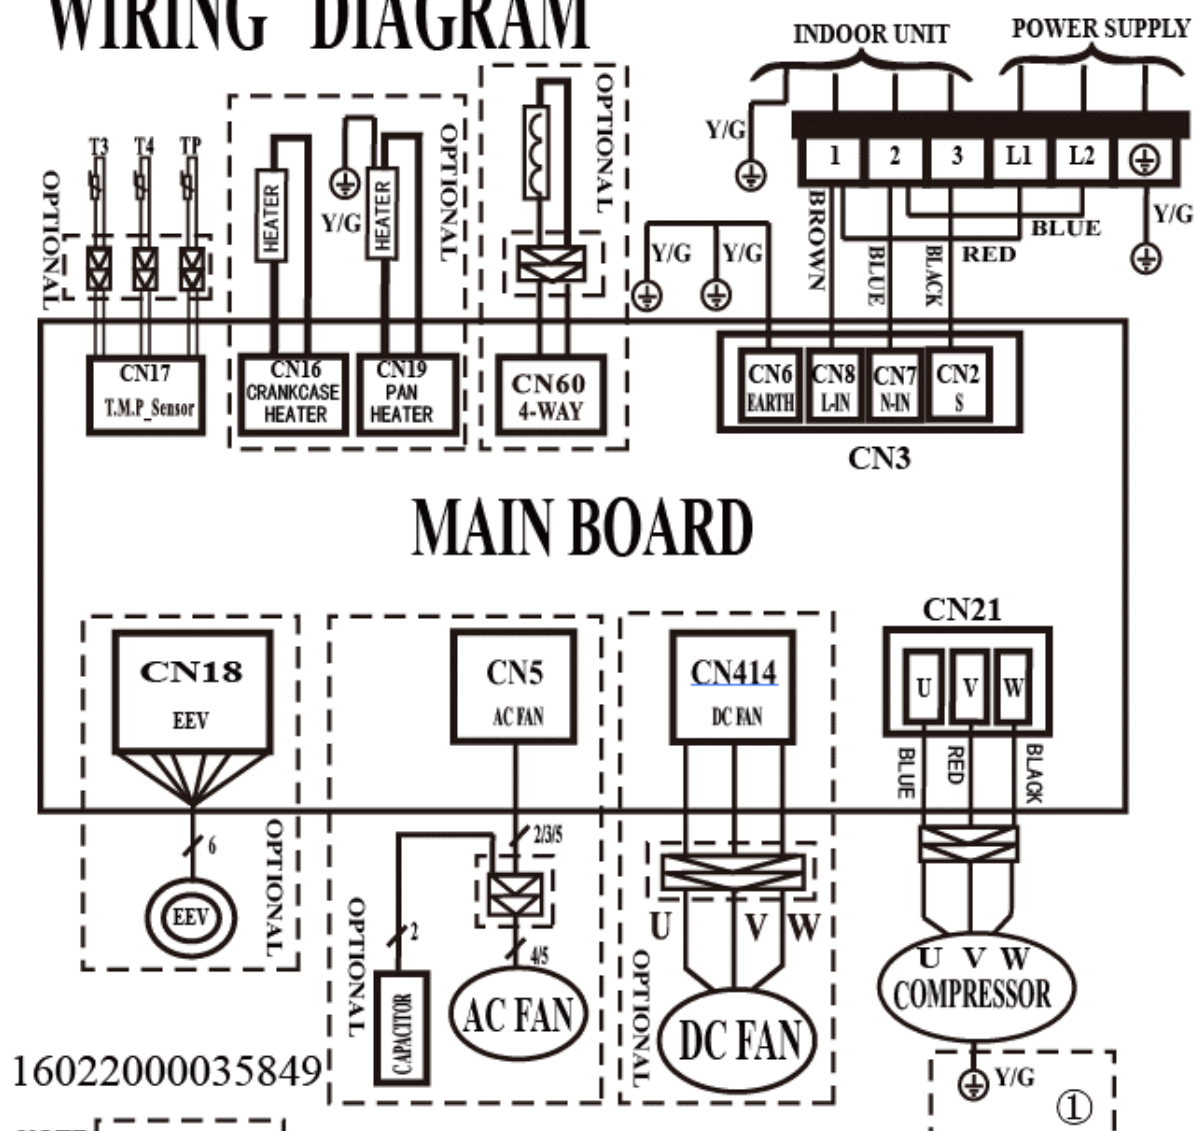 WIRING DIAGRAM
INDOOR UNIT
POWER SUPPLY
Y/G
1
2
3
L1
L2
Y/G
BROWN
BLUE
BLACK
RED
BLUE
T3
T4
TP
OPTIONAL
HEATER
Y/G
HEATER
OPTIONAL
OPTIONAL
Y/G
Y/G
CN17
T.M.P_Sensor
CN16
CRANKCASE
HEATER
CN19
PAN
HEATER
CN60
4-WAY
CN6
EARTH
CN8
L-IN
CN7
N-IN
CN2
S
CN3
MAIN BOARD
CN18
EEV
6
EEV
OPTIONAL
CN5
AC FAN
2/3/5
2
4/5
OPTIONAL
CAPACITOR
AC FAN
CN414
DC FAN
U V W
OPTIONAL
DC FAN
CN21
U
V
W
BLUE
RED
BLACK
U V W
COMPRESSOR
Y/G
①
16022000035849